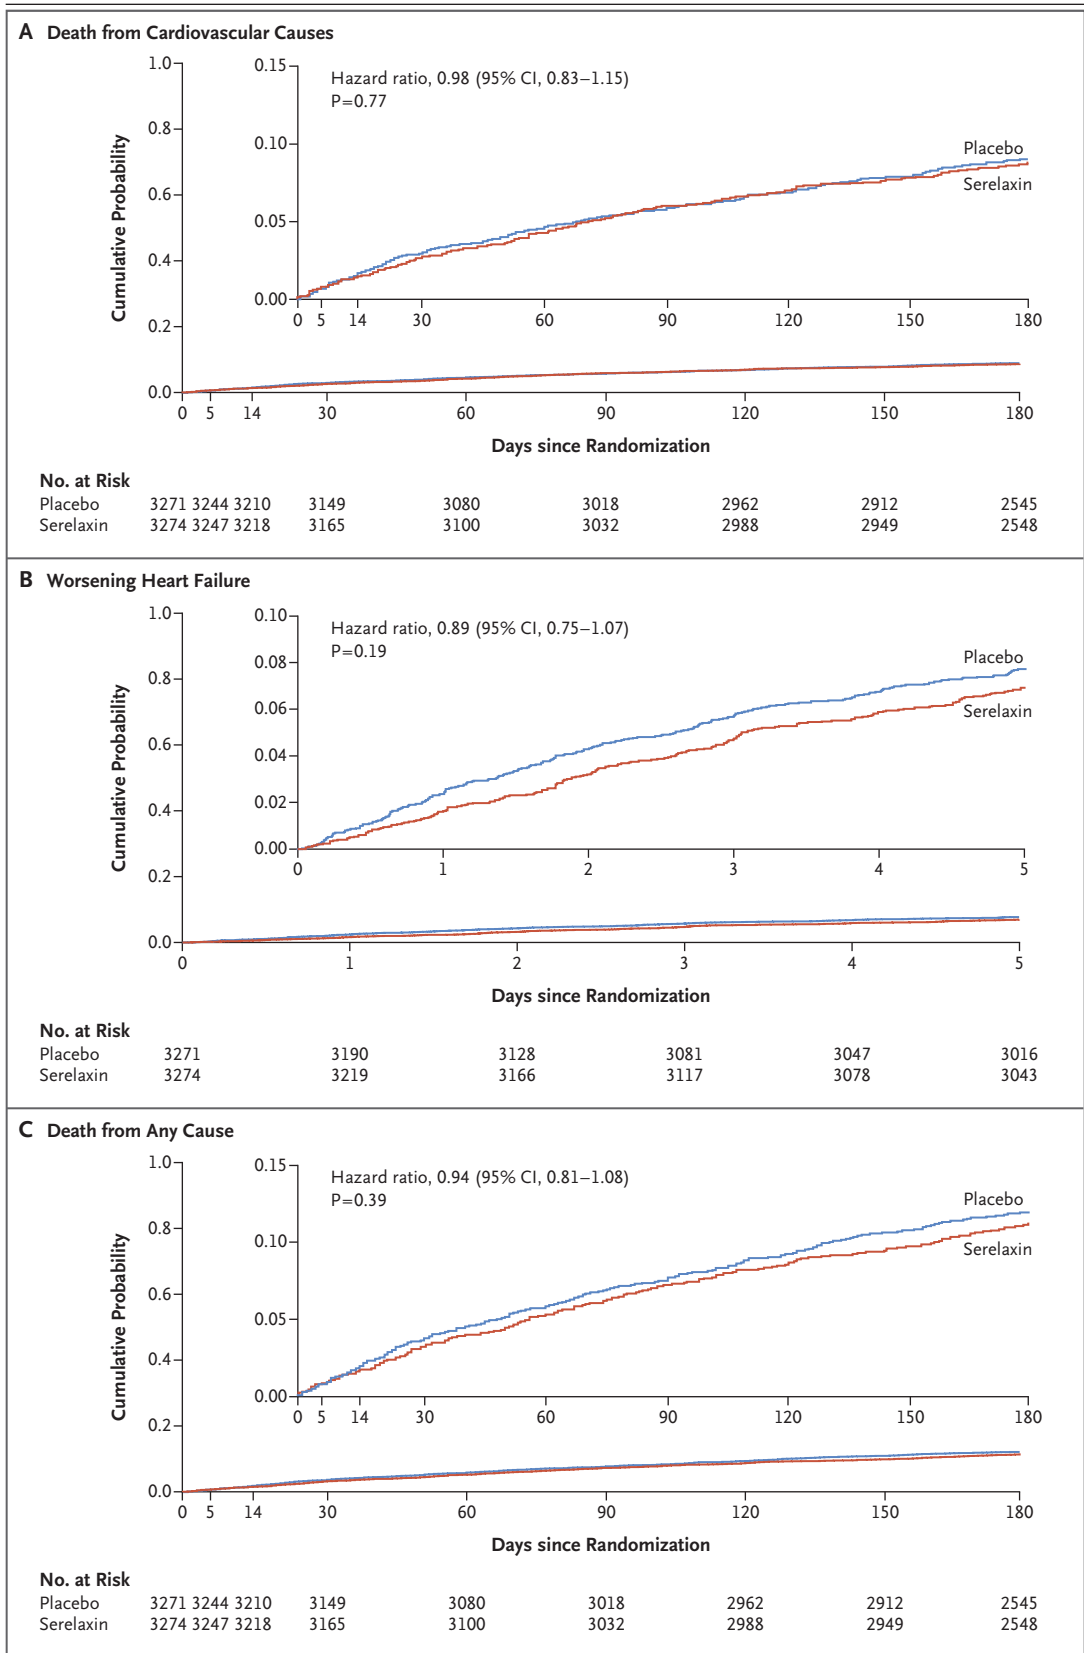 A Death from Cardiovascular Causes
Cumulative Probability
1.0
0.8
0.6
0.4
0.2
0.0
0 5 14 30 60 90 120 150 180
0.15
0.10
0.05
0.00
0 5 14 30 60 90 120 150 180
Hazard ratio, 0.98 (95% CI, 0.83–1.15)
P=0.77
Placebo
Serelaxin
Days since Randomization
No. at Risk
Placebo 3271 3244 3210 3149 3080 3018 2962 2912 2545
Serelaxin 3274 3247 3218 3165 3100 3032 2988 2949 2548
B Worsening Heart Failure
Cumulative Probability
1.0
0.8
0.6
0.4
0.2
0.0
0 1 2 3 4 5
0.10
0.08
0.06
0.04
0.02
0.00
0 1 2 3 4 5
Hazard ratio, 0.89 (95% CI, 0.75–1.07)
P=0.19
Placebo
Serelaxin
Days since Randomization
No. at Risk
Placebo 3271 3190 3128 3081 3047 3016
Serelaxin 3274 3219 3166 3117 3078 3043
C Death from Any Cause
Cumulative Probability
1.0
0.8
0.6
0.4
0.2
0.0
0 5 14 30 60 90 120 150 180
0.15
0.10
0.05
0.00
0 5 14 30 60 90 120 150 180
Hazard ratio, 0.94 (95% CI, 0.81–1.08)
P=0.39
Placebo
Serelaxin
Days since Randomization
No. at Risk
Placebo 3271 3244 3210 3149 3080 3018 2962 2912 2545
Serelaxin 3274 3247 3218 3165 3100 3032 2988 2949 2548